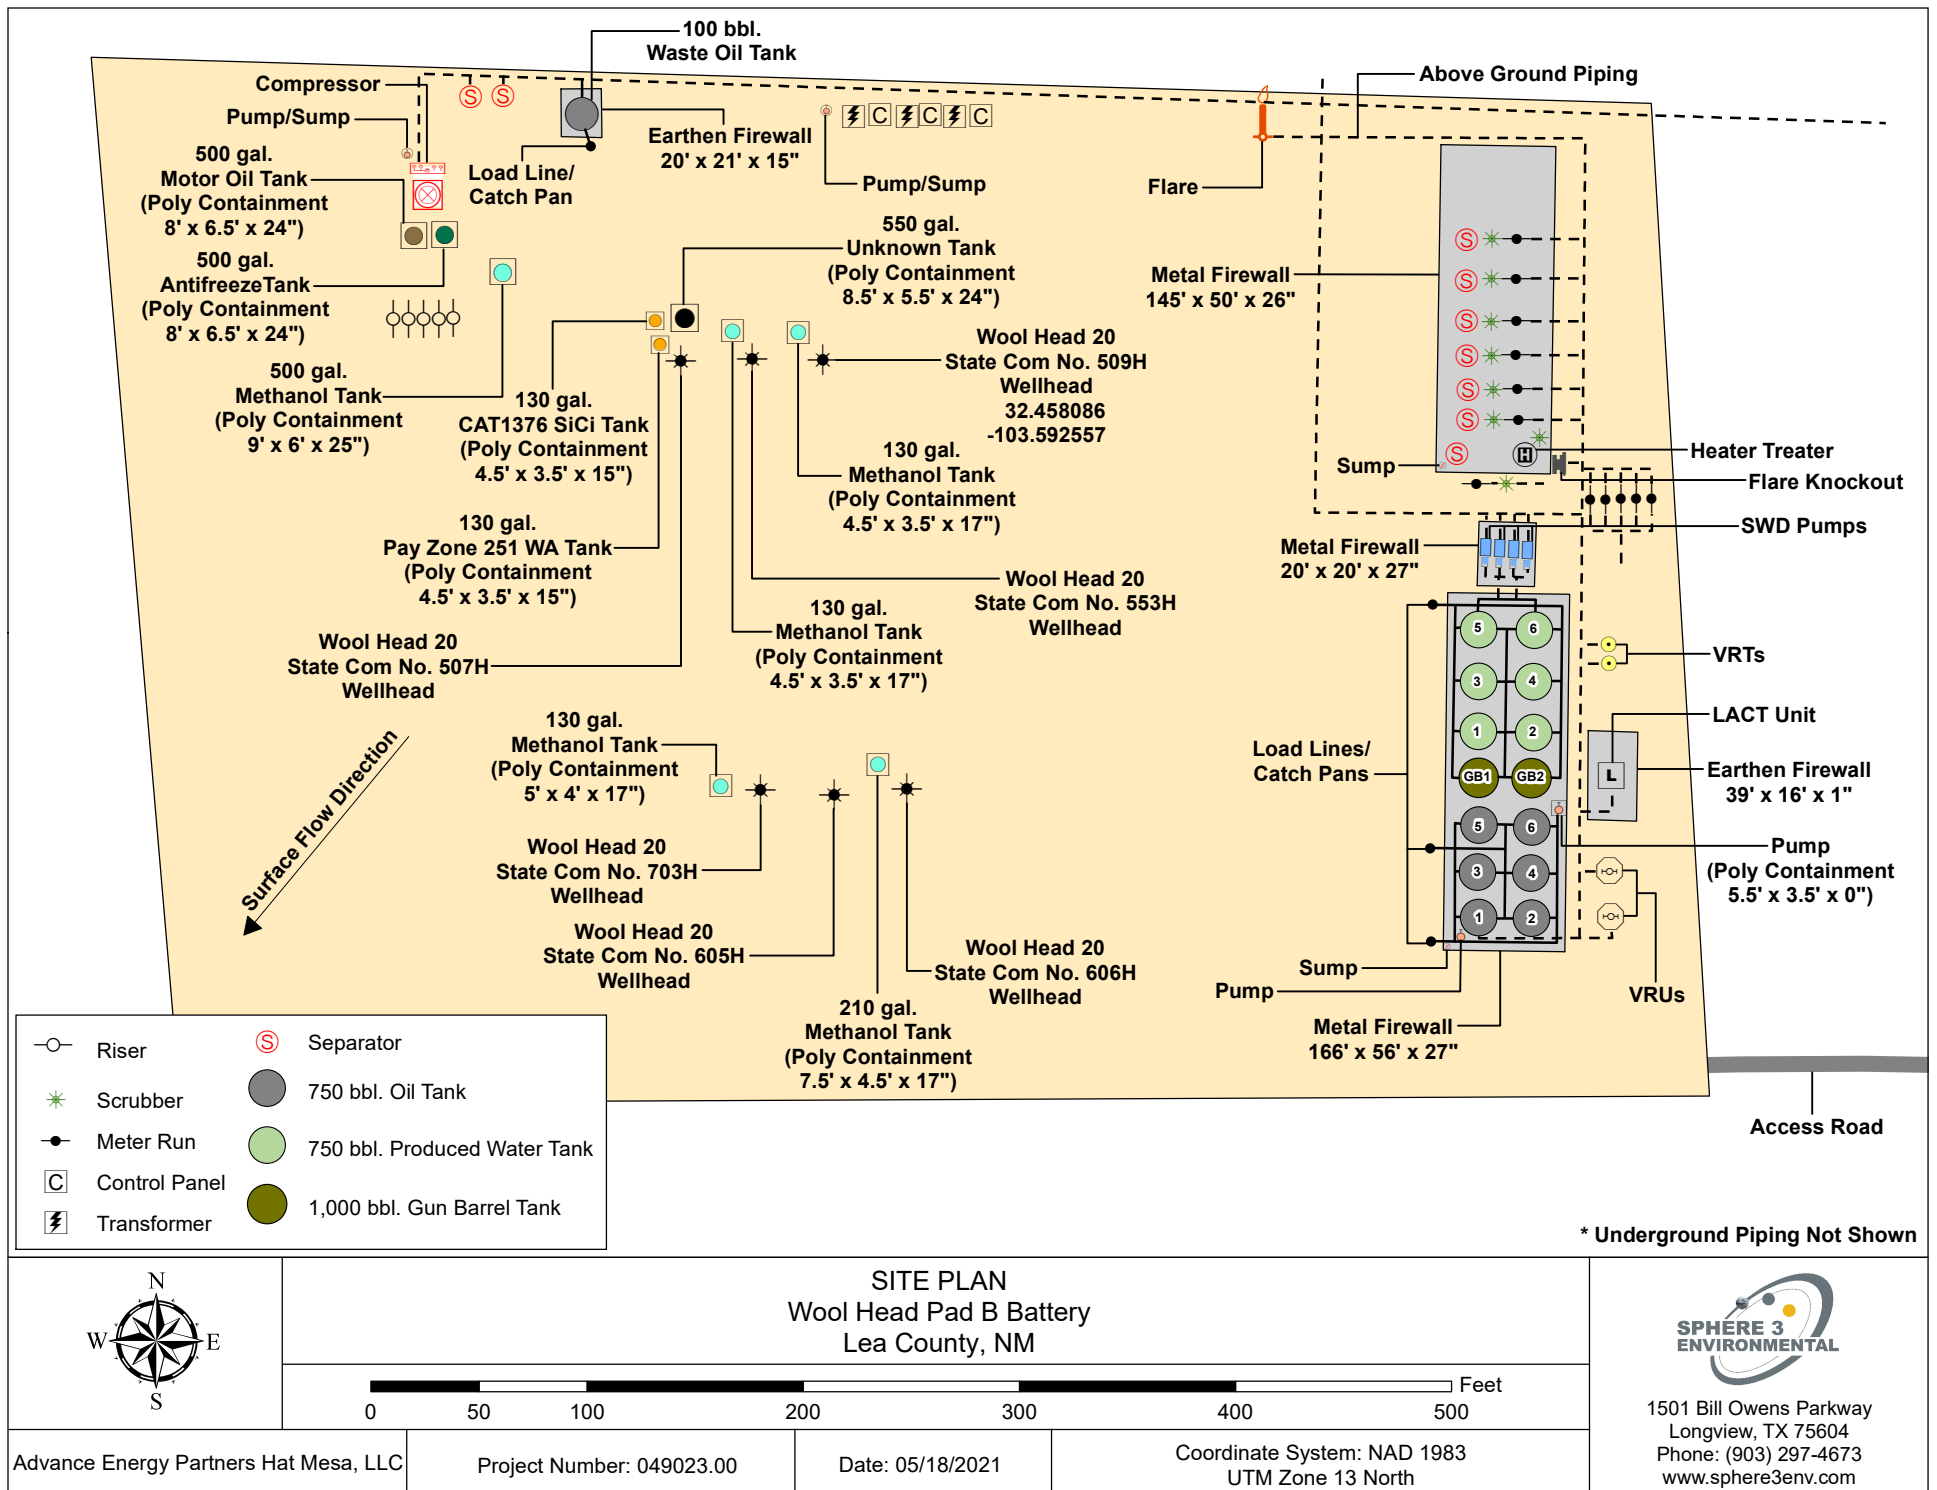 100 bbl.
Waste Oil Tank
Compressor
Pump/Sump
500 gal.
Motor Oil Tank
(Poly Containment
8' x 6.5' x 24")
500 gal.
AntifreezeTank
(Poly Containment
8' x 6.5' x 24")
S
S
Load Line/
Catch Pan
Earthen Firewall
20' x 21' x 15"
C
C
C
Pump/Sump
Above Ground Piping
Flare
550 gal.
Unknown Tank
(Poly Containment
8.5' x 5.5' x 24")
Metal Firewall
145' x 50' x 26"
S
S
S
S
S
S
S
H
Wool Head 20
State Com No. 509H
Wellhead
32.458086
-103.592557
500 gal.
Methanol Tank
(Poly Containment
9' x 6' x 25")
130 gal.
CAT1376 SiCi Tank
(Poly Containment
4.5' x 3.5' x 15")
130 gal.
Methanol Tank
(Poly Containment
4.5' x 3.5' x 17")
Sump
Heater Treater
Flare Knockout
SWD Pumps
130 gal.
Pay Zone 251 WA Tank
(Poly Containment
4.5' x 3.5' x 15")
Metal Firewall
20' x 20' x 27"
Wool Head 20
State Com No. 553H
Wellhead
130 gal.
Methanol Tank
(Poly Containment
4.5' x 3.5' x 17")
Wool Head 20
State Com No. 507H
Wellhead
5
6
3
4
1
2
GB1
GB2
5
6
3
4
1
2
VRTs
LACT Unit
L
Load Lines/
Catch Pans
Earthen Firewall
39' x 16' x 1"
130 gal.
Methanol Tank
(Poly Containment
5' x 4' x 17")
Surface Flow Direction
Wool Head 20
State Com No. 703H
Wellhead
Pump
(Poly Containment
5.5' x 3.5' x 0")
Wool Head 20
State Com No. 605H
Wellhead
Wool Head 20
State Com No. 606H
Wellhead
Sump
Pump
VRUs
210 gal.
Methanol Tank
(Poly Containment
7.5' x 4.5' x 17")
Metal Firewall
166' x 56' x 27"
Access Road
Riser
S
Separator
Scrubber
750 bbl. Oil Tank
Meter Run
750 bbl. Produced Water Tank
C
Control Panel
Transformer
1,000 bbl. Gun Barrel Tank
* Underground Piping Not Shown
N
W
E
S
SITE PLAN
Wool Head Pad B Battery
Lea County, NM
Feet
0
50
100
200
300
400
500
SPHERE 3
ENVIRONMENTAL
1501 Bill Owens Parkway
Longview, TX 75604
Phone: (903) 297-4673
www.sphere3env.com
Advance Energy Partners Hat Mesa, LLC
Project Number: 049023.00
Date: 05/18/2021
Coordinate System: NAD 1983
UTM Zone 13 North